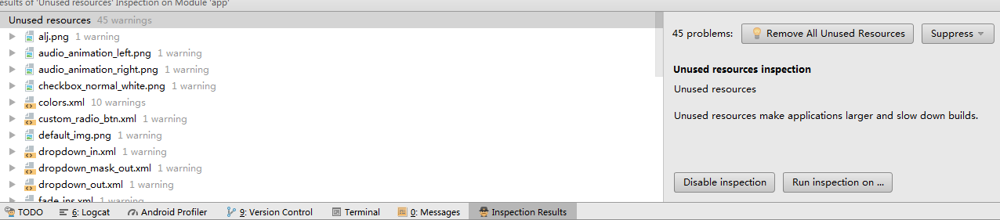 esults of 'Unused resources' Inspection on Module 'app'
Unused resources 45 warnings
alj.png 1 warning
audio_animation_left.png 1 warning
audio_animation_right.png 1 warning
checkbox_normal_white.png 1 warning
colors.xml 10 warnings
custom_radio_btn.xml 1 warning
default_img.png 1 warning
dropdown_in.xml 1 warning
dropdown_mask_out.xml 1 warning
dropdown_out.xml 1 warning
fade_ins.xml 1 warning
45 problems: Remove All Unused Resources Suppress
Unused resources inspection
Unused resources
Unused resources make applications larger and slow down builds.
Disable inspection Run inspection on ...
TODO 6: Logcat Android Profiler 9: Version Control Terminal 0: Messages Inspection Results